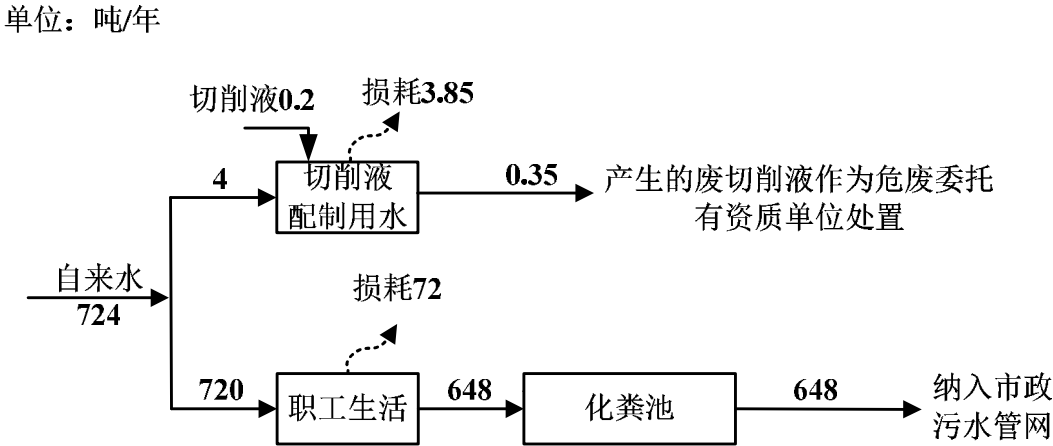 单位：吨/年
切削液0.2
损耗3.85
4
切削液
配制用水
0.35
产生的废切削液作为危废委托
有资质单位处置
自来水
724
损耗72
720
职工生活
648
化粪池
648
纳入市政
污水管网